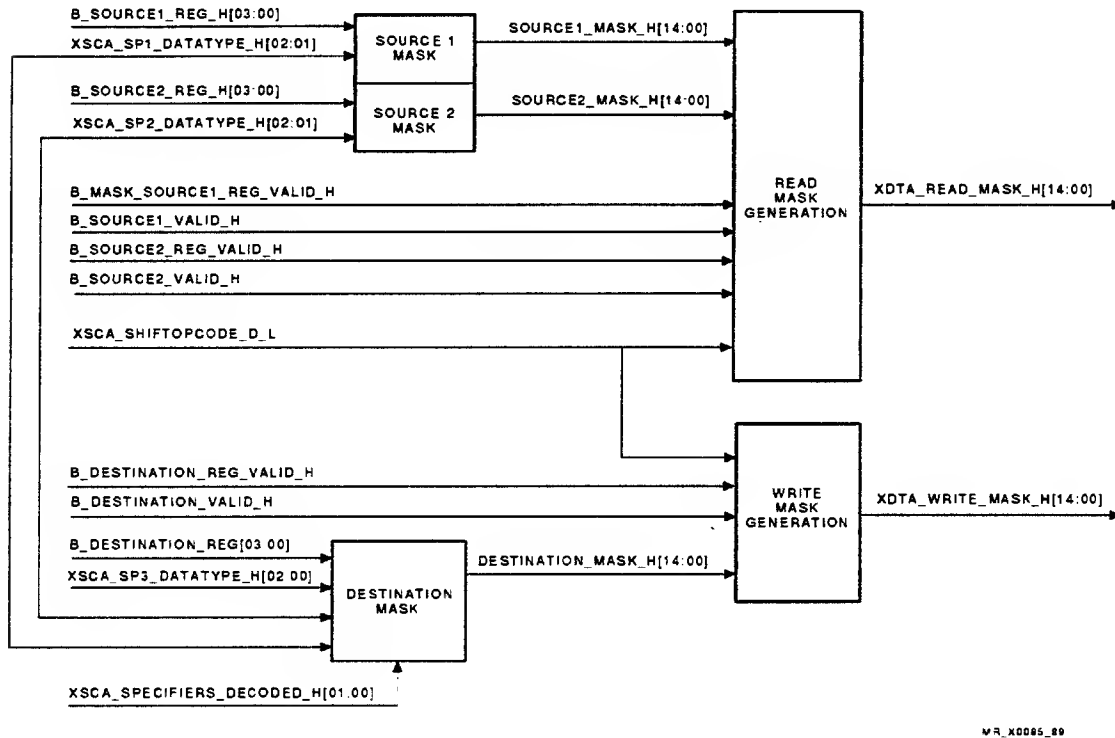 B_SOURCE1_REG_H[03:00]
XSCA_SP1_DATATYPE_H[02:01]
B_SOURCE2_REG_H[03:00]
XSCA_SP2_DATATYPE_H[02:01]
SOURCE 1
MASK
SOURCE 2
MASK
SOURCE1_MASK_H[14:00]
SOURCE2_MASK_H[14:00]
B_MASK_SOURCE1_REG_VALID_H
B_SOURCE1_VALID_H
B_SOURCE2_REG_VALID_H
B_SOURCE2_VALID_H
XSCA_SHIFTOPCODE_D_L
READ
MASK
GENERATION
XDTA_READ_MASK_H[14:00]
B_DESTINATION_REG_VALID_H
B_DESTINATION_VALID_H
B_DESTINATION_REG[03:00]
XSCA_SP3_DATATYPE_H[02:00]
DESTINATION
MASK
DESTINATION_MASK_H[14:00]
WRITE
MASK
GENERATION
XDTA_WRITE_MASK_H[14:00]
XSCA_SPECIFIERS_DECODED_H[01:00]
MR_X0085_89